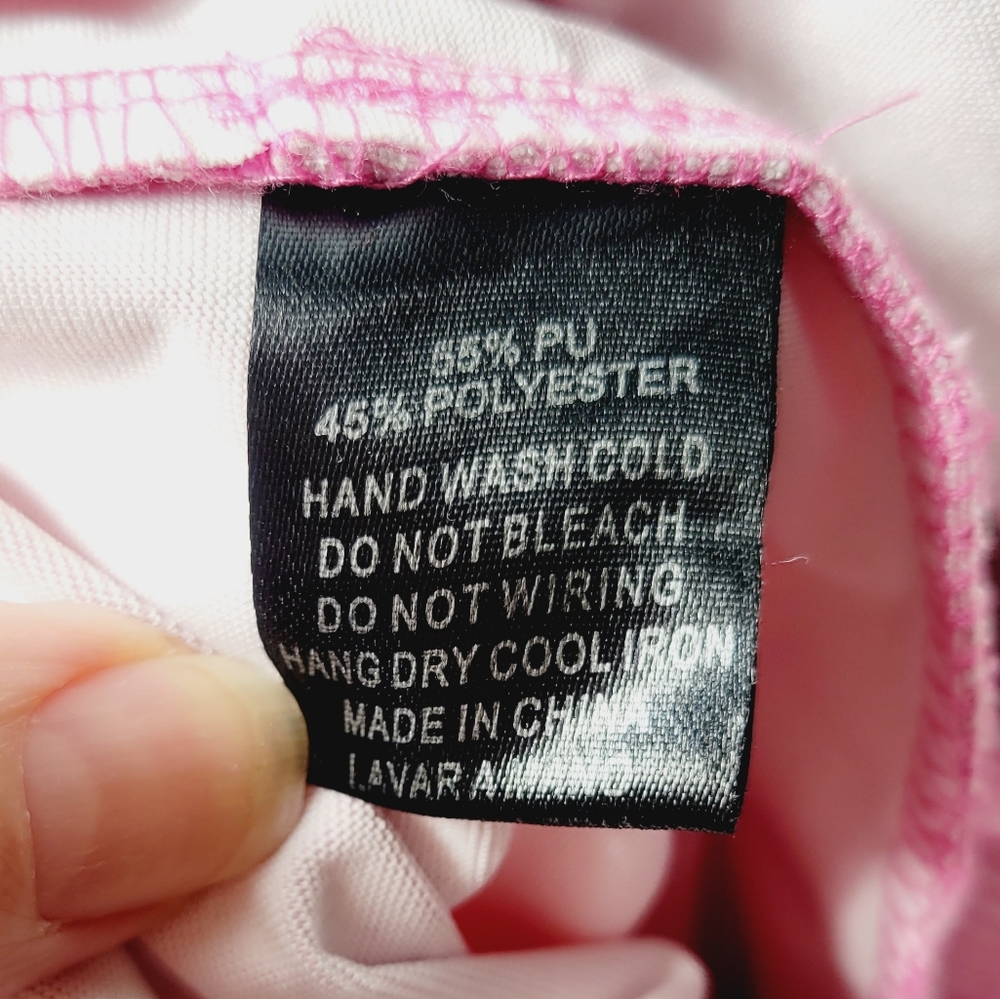 55% PU
45% POLYESTER
HAND WASH COLD
DO NOT BLEACH
DO NOT WIRING
HANG DRY COOL IRON
MADE IN CHINA
LAVAR A MANO